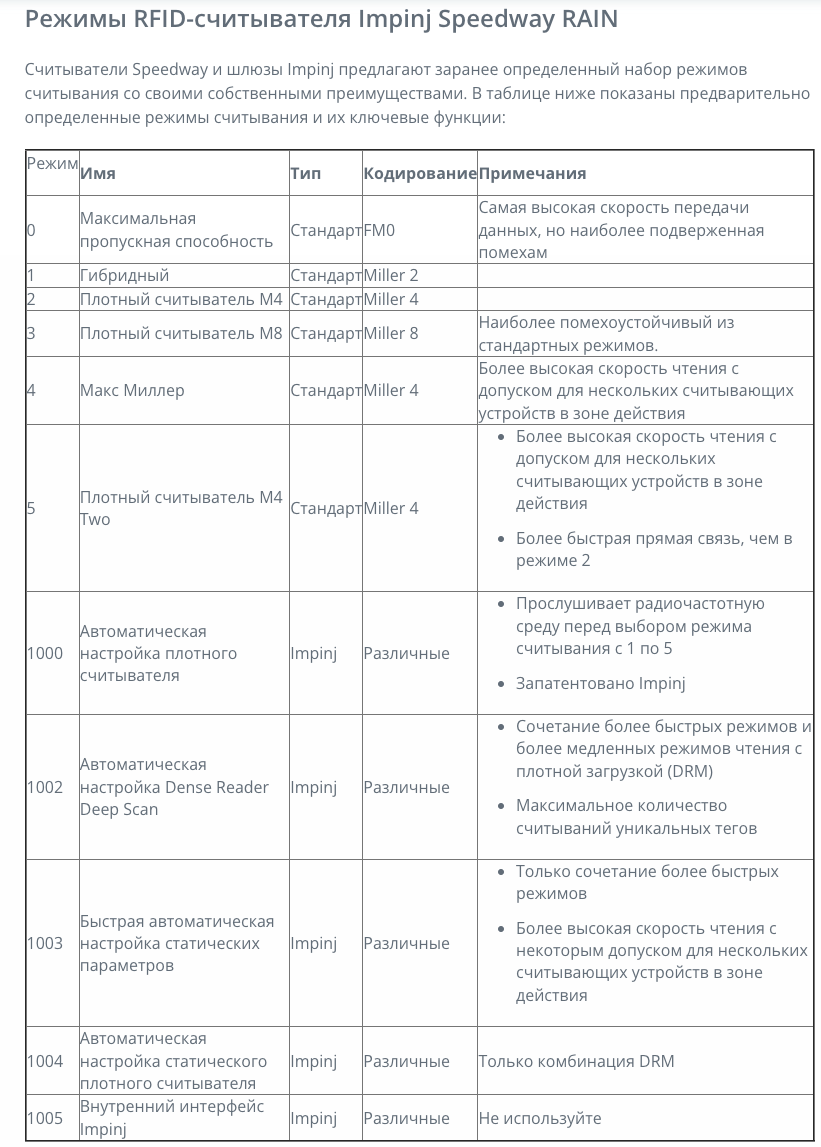 Режимы RFID-считывателя Impinj Speedway RAIN
Считыватели Speedway и шлюзы Impinj предлагают заранее определенный набор режимов
считывания со своими собственными преимуществами. В таблице ниже показаны предварительно
определенные режимы считывания и их ключевые функции:
Режим Имя Тип Кодирование Примечания
0 Максимальная пропускная способность Стандарт FM0 Самая высокая скорость передачи
данных, но наиболее подверженная
помехам
1 Гибридный Стандарт Miller 2
2 Плотный считыватель M4 Стандарт Miller 4
3 Плотный считыватель M8 Стандарт Miller 8 Наиболее помехоустойчивый из
стандартных режимов.
4 Макс Миллер Стандарт Miller 4 Более высокая скорость чтения с
допуском для нескольких считывающих
устройств в зоне действия
5 Плотный считыватель M4
Two Стандарт Miller 4
• Более высокая скорость чтения с
допуском для нескольких
считывающих устройств в зоне
действия
• Более быстрая прямая связь, чем в
режиме 2
1000 Автоматическая
настройка плотного
считывателя Impinj Различные
• Прослушивает радиочастотную
среду перед выбором режима
считывания с 1 по 5
• Запатентовано Impinj
1002 Автоматическая
настройка Dense Reader
Deep Scan Impinj Различные
• Сочетание более быстрых режимов и
более медленных режимов чтения с
плотной загрузкой (DRM)
• Максимальное количество
считываний уникальных тегов
1003 Быстрая автоматическая
настройка статических
параметров Impinj Различные
• Только сочетание более быстрых
режимов
• Более высокая скорость чтения с
некоторым допуском для нескольких
считывающих устройств в зоне
действия
1004 Автоматическая
настройка статического
плотного считывателя Impinj Различные Только комбинация DRM
1005 Внутренний интерфейс
Impinj Impinj Различные Не используйте